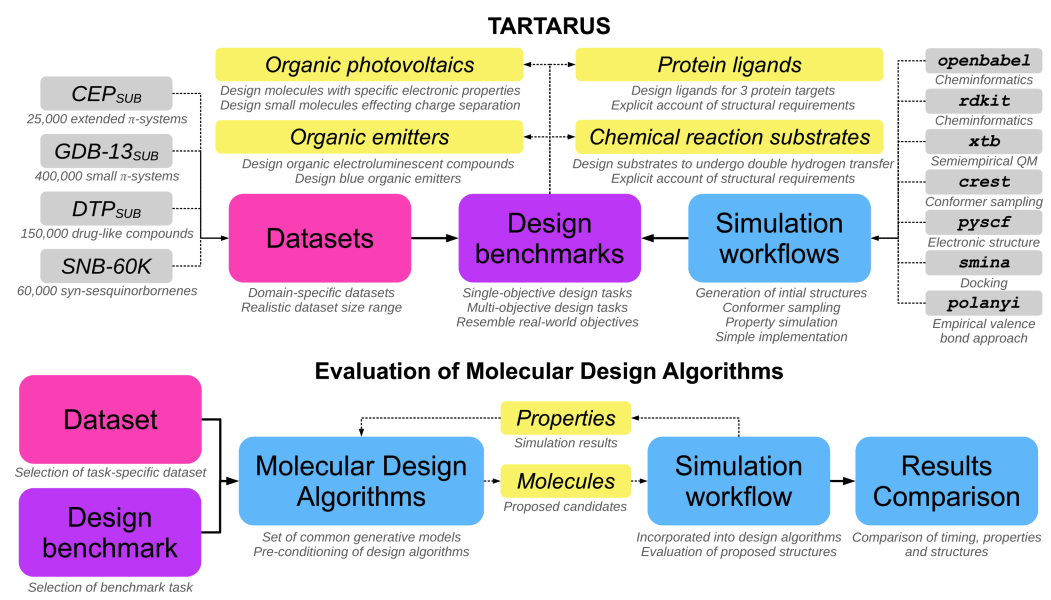 TARTARUS
CEPSUB
25,000 extended π-systems
GDB-13SUB
400,000 small π-systems
DTPSUB
150,000 drug-like compounds
SNB-60K
60,000 syn-sesquinorbornenes
Organic photovoltaics
Design molecules with specific electronic properties
Design small molecules effecting charge separation
Organic emitters
Design organic electroluminescent compounds
Design blue organic emitters
Protein ligands
Design ligands for 3 protein targets
Explicit account of structural requirements
Chemical reaction substrates
Design substrates to undergo double hydrogen transfer
Explicit account of structural requirements
openbabel
Cheminformatics
rdkit
Cheminformatics
xtb
Semiempirical QM
crest
Conformer sampling
pyscf
Electronic structure
smina
Docking
polanyi
Empirical valence
bond approach
Datasets
Domain-specific datasets
Realistic dataset size range
Design
benchmarks
Single-objective design tasks
Multi-objective design tasks
Resemble real-world objectives
Simulation
workflows
Generation of intial structures
Conformer sampling
Property simulation
Simple implementation
Evaluation of Molecular Design Algorithms
Dataset
Selection of task-specific dataset
Design
benchmark
Selection of benchmark task
Molecular Design
Algorithms
Set of common generative models
Pre-conditioning of design algorithms
Properties
Simulation results
Molecules
Proposed candidates
Simulation
workflow
Incorporated into design algorithms
Evaluation of proposed structures
Results
Comparison
Comparison of timing, properties
and structures